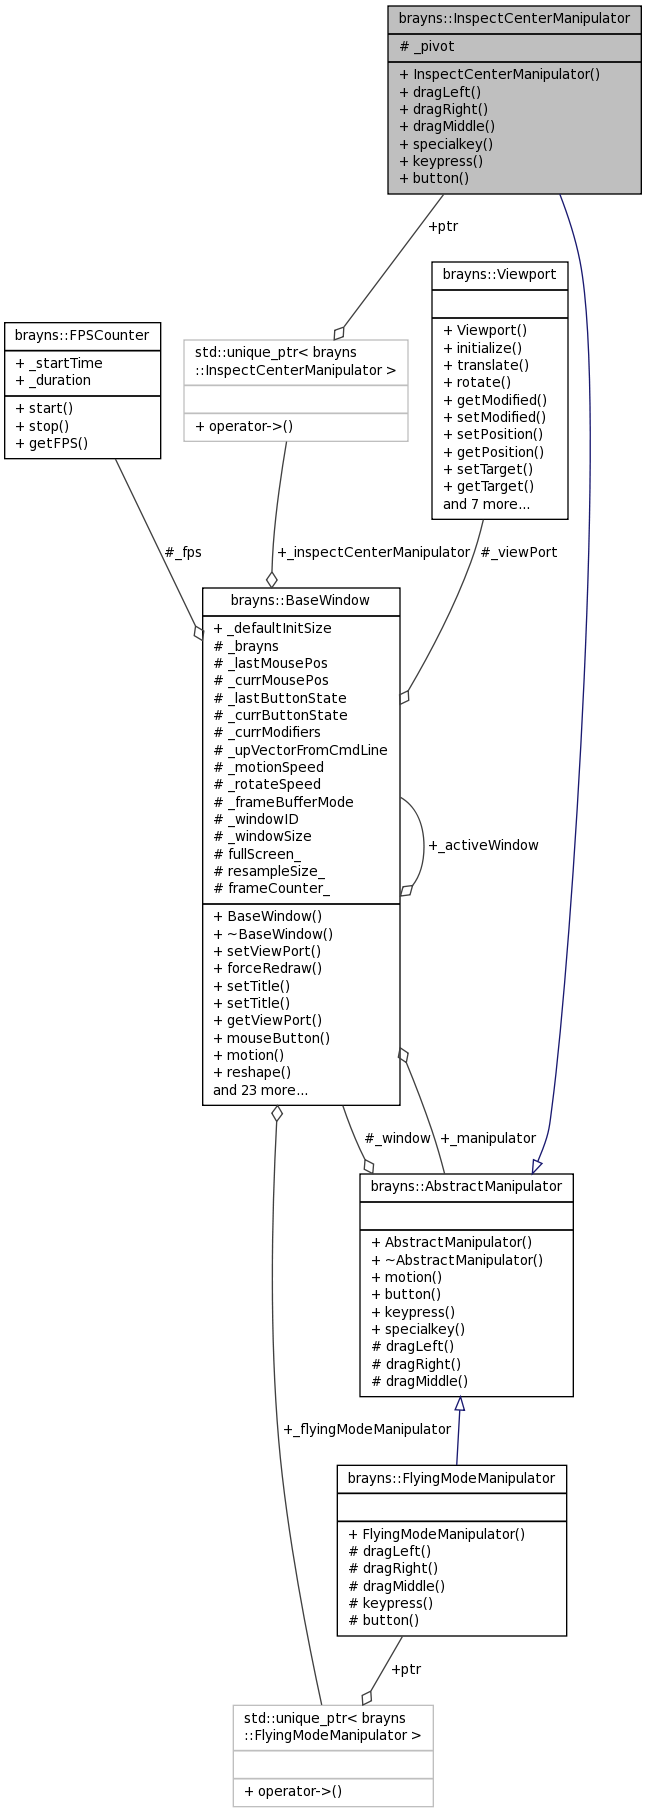 brayns::InspectCenterManipulator
# _pivot
+ InspectCenterManipulator()
+ dragLeft()
+ dragRight()
+ dragMiddle()
+ specialkey()
+ keypress()
+ button()
+ptr
brayns::Viewport
+ Viewport()
+ initialize()
+ translate()
+ rotate()
+ getModified()
+ setModified()
+ setPosition()
+ getPosition()
+ setTarget()
+ getTarget()
and 7 more...
brayns::FPSCounter
+ _startTime
+ _duration
+ start()
+ stop()
+ getFPS()
std::unique_ptr< brayns
::InspectCenterManipulator >
+ operator->()
#_fps
+_inspectCenterManipulator
#_viewPort
brayns::BaseWindow
+ _defaultInitSize
# _brayns
# _lastMousePos
# _currMousePos
# _lastButtonState
# _currButtonState
# _currModifiers
# _upVectorFromCmdLine
# _motionSpeed
# _rotateSpeed
# _frameBufferMode
# _windowID
# _windowSize
# fullScreen_
# resampleSize_
# frameCounter_
+ BaseWindow()
+ ~BaseWindow()
+ setViewPort()
+ forceRedraw()
+ setTitle()
+ setTitle()
+ getViewPort()
+ mouseButton()
+ motion()
+ reshape()
and 23 more...
+_activeWindow
#_window
+_manipulator
brayns::AbstractManipulator
+ AbstractManipulator()
+ ~AbstractManipulator()
+ motion()
+ button()
+ keypress()
+ specialkey()
# dragLeft()
# dragRight()
# dragMiddle()
+_flyingModeManipulator
brayns::FlyingModeManipulator
+ FlyingModeManipulator()
# dragLeft()
# dragRight()
# dragMiddle()
# keypress()
# button()
+ptr
std::unique_ptr< brayns
::FlyingModeManipulator >
+ operator->()